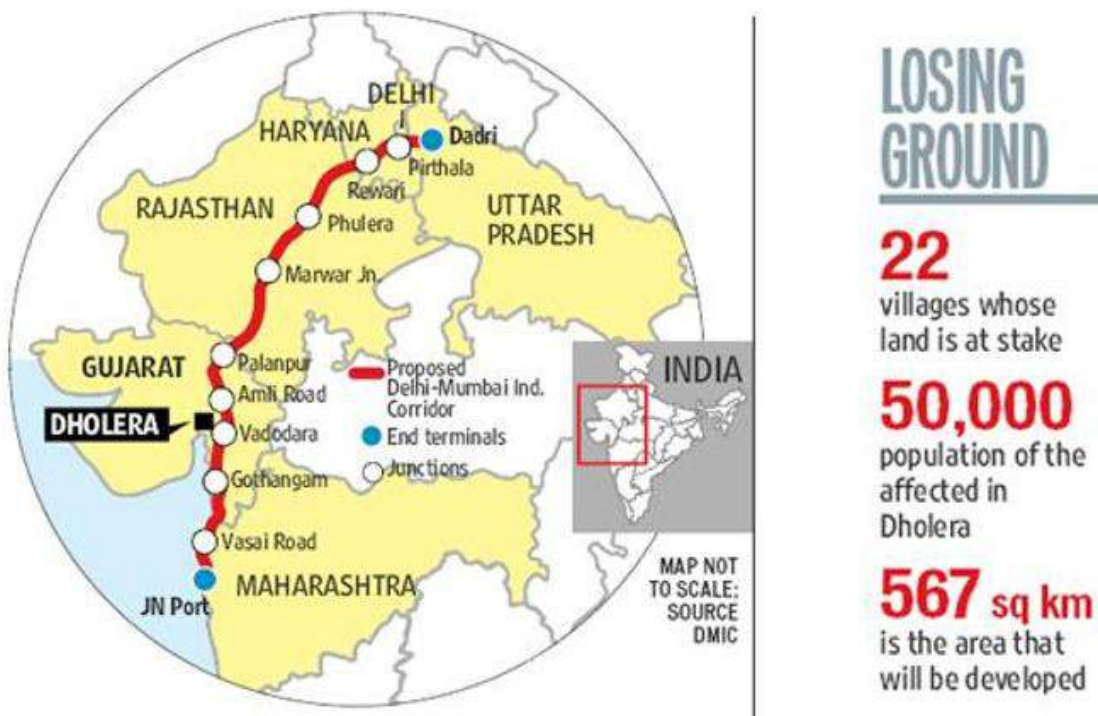 DELHI
HARYANA
Dadri
Pirthala
Rewari
RAJASTHAN
UTTAR
PRADESH
Phulera
Marwar Jn.
GUJARAT
Palanpur
Amli Road
DHOLERA
Vadodara
Gothangam
Vasai Road
MAHARASHTRA
JN Port
Proposed
Delhi-Mumbai Ind.
Corridor
End terminals
Junctions
INDIA
MAP NOT
TO SCALE;
SOURCE
DMIC
LOSING
GROUND
22
villages whose
land is at stake
50,000
population of the
affected in
Dholera
567 sq km
is the area that
will be developed